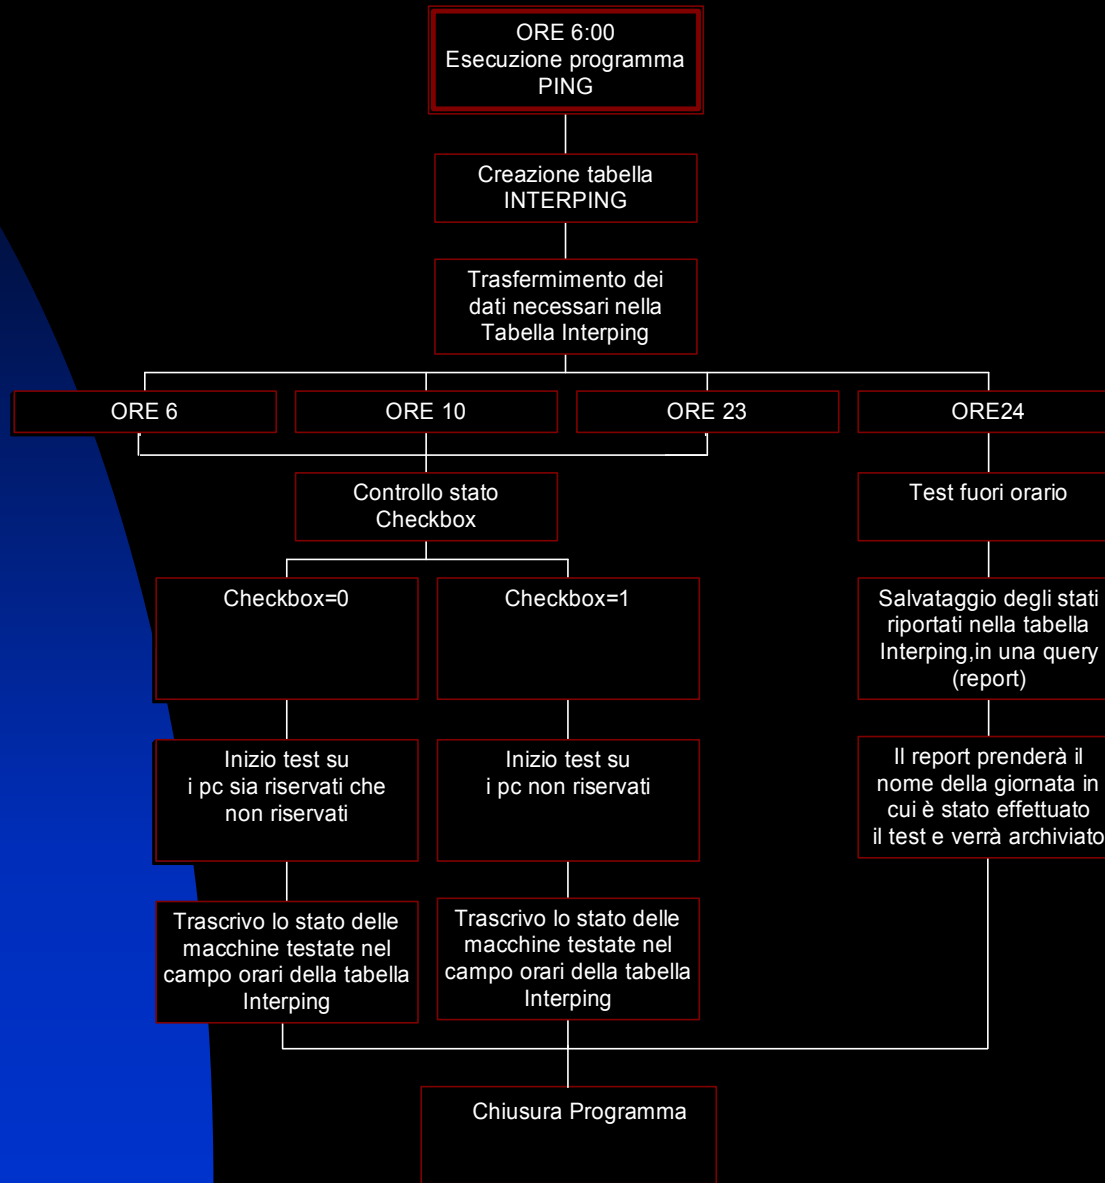 ORE 6:00
Esecuzione programma
PING
Creazione tabella
INTERPING
Trasfermimento dei
dati necessari nella
Tabella Interping
ORE 6
ORE 10
ORE 23
ORE24
Controllo stato
Checkbox
Test fuori orario
Checkbox=0
Checkbox=1
Salvataggio degli stati
riportati nella tabella
Interping,in una query
(report)
Inizio test su
i pc sia riservati che
non riservati
Inizio test su
i pc non riservati
Il report prenderà il
nome della giornata in
cui è stato effettuato
il test e verrà archiviato
Trascrivo lo stato delle
macchine testate nel
campo orari della tabella
Interping
Trascrivo lo stato delle
macchine testate nel
campo orari della tabella
Interping
Chiusura Programma